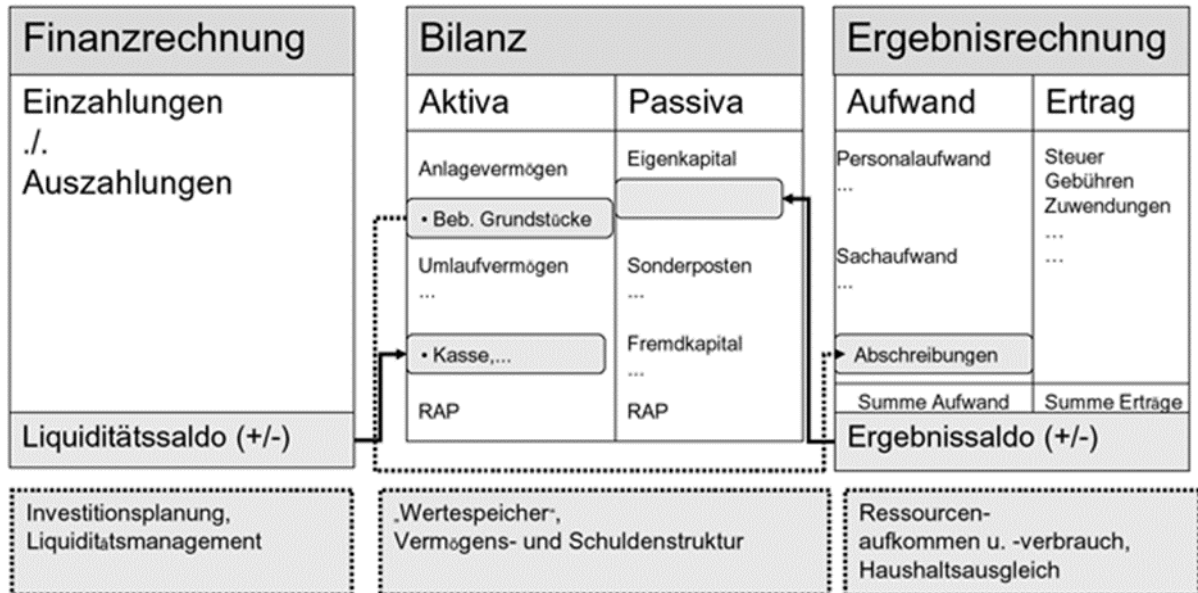 Finanzrechnung
Einzahlungen
./.
Auszahlungen
Liquiditätssaldo (+/-)
Investitionsplanung,
Liquiditätsmanagement
Bilanz
Aktiva
Anlagevermögen
• Beb. Grundstücke
Umlaufvermögen
...
• Kasse,...
RAP
Passiva
Eigenkapital
Sonderposten
...
Fremdkapital
...
RAP
„Wertespeicher“,
Vermögens- und Schuldenstruktur
Ergebnisrechnung
Aufwand
Personalaufwand
...
Sachaufwand
...
Abschreibungen
Summe Aufwand
Ertrag
Steuer
Gebühren
Zuwendungen
...
...
Summe Erträge
Ergebnissaldo (+/-)
Ressourcen-
aufkommen u. -verbrauch,
Haushaltsausgleich